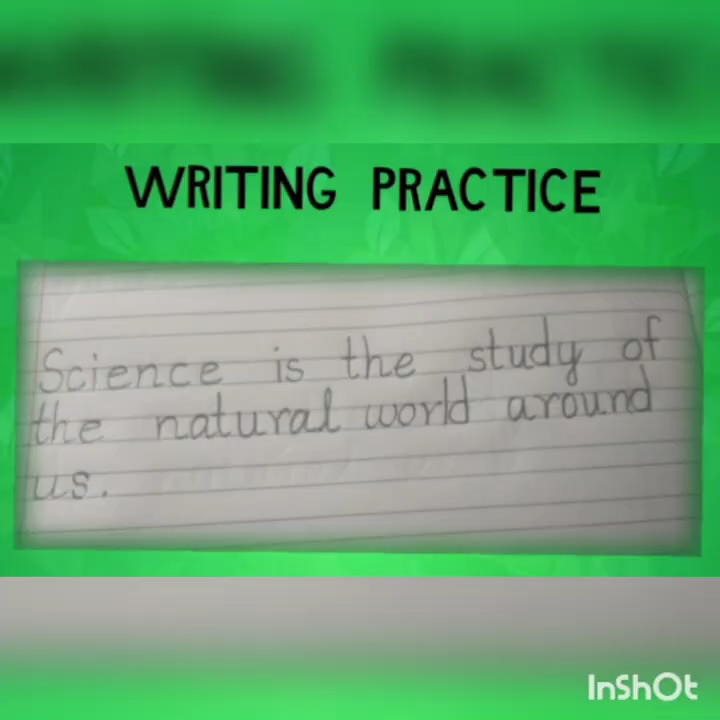 WRITING PRACTICE
Science is the study of
the natural world around
us.
InShOt